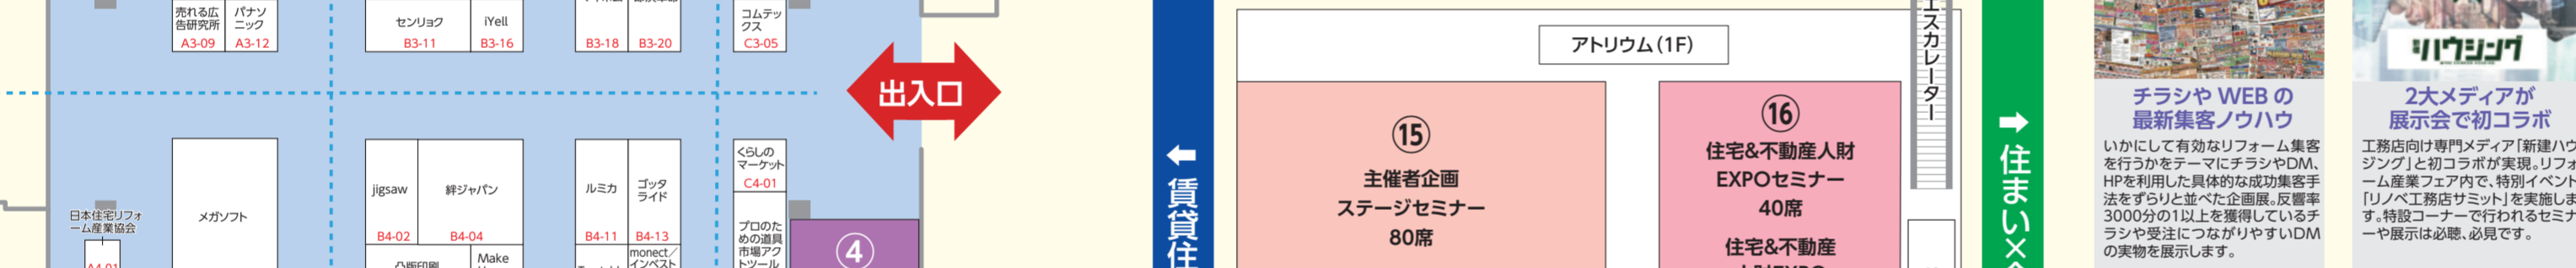 売れる広
告研究所
A3-09
パナソ
ニック
A3-12
センリョク
B3-11
iYell
B3-16
B3-18
B3-20
コムテッ
クス
C3-05
出入口
メガソフト
日本住宅リフォ
ーム産業協会
A4-01
jigsaw
B4-02
絆ジャパン
B4-04
凸版印刷
Make
ルミカ
B4-11
ゴッタ
ライド
B4-13
monect／
インベスト
くらしの
マーケット
C4-01
プロのた
めの道具
市場アク
トツール
④
←賃貸住
アトリウム(1F)
⑮
主催者企画
ステージセミナー
80席
⑯
住宅&不動産人財
EXPOセミナー
40席
住宅&不動産
人財EXPO
エスカレーター
→住まい×
ハウジング
チラシや WEB の
最新集客ノウハウ
いかにして有効なリフォーム集客
を行うかをテーマにチラシやDM、
HPを利用した具体的な成功集客手
法をずらりと並べた企画展。反響率
3000分の1以上を獲得しているチ
ラシや受注につながりやすいDM
の実物を展示します。
2大メディアが
展示会で初コラボ
工務店向け専門メディア「新建ハウ
ジング」と初コラボが実現。リフォ
ーム産業フェア内で、特別イベント
「リノベ工務店サミット」を実施しま
す。特設コーナーで行われるセミナ
ーや展示は必聴、必見です。